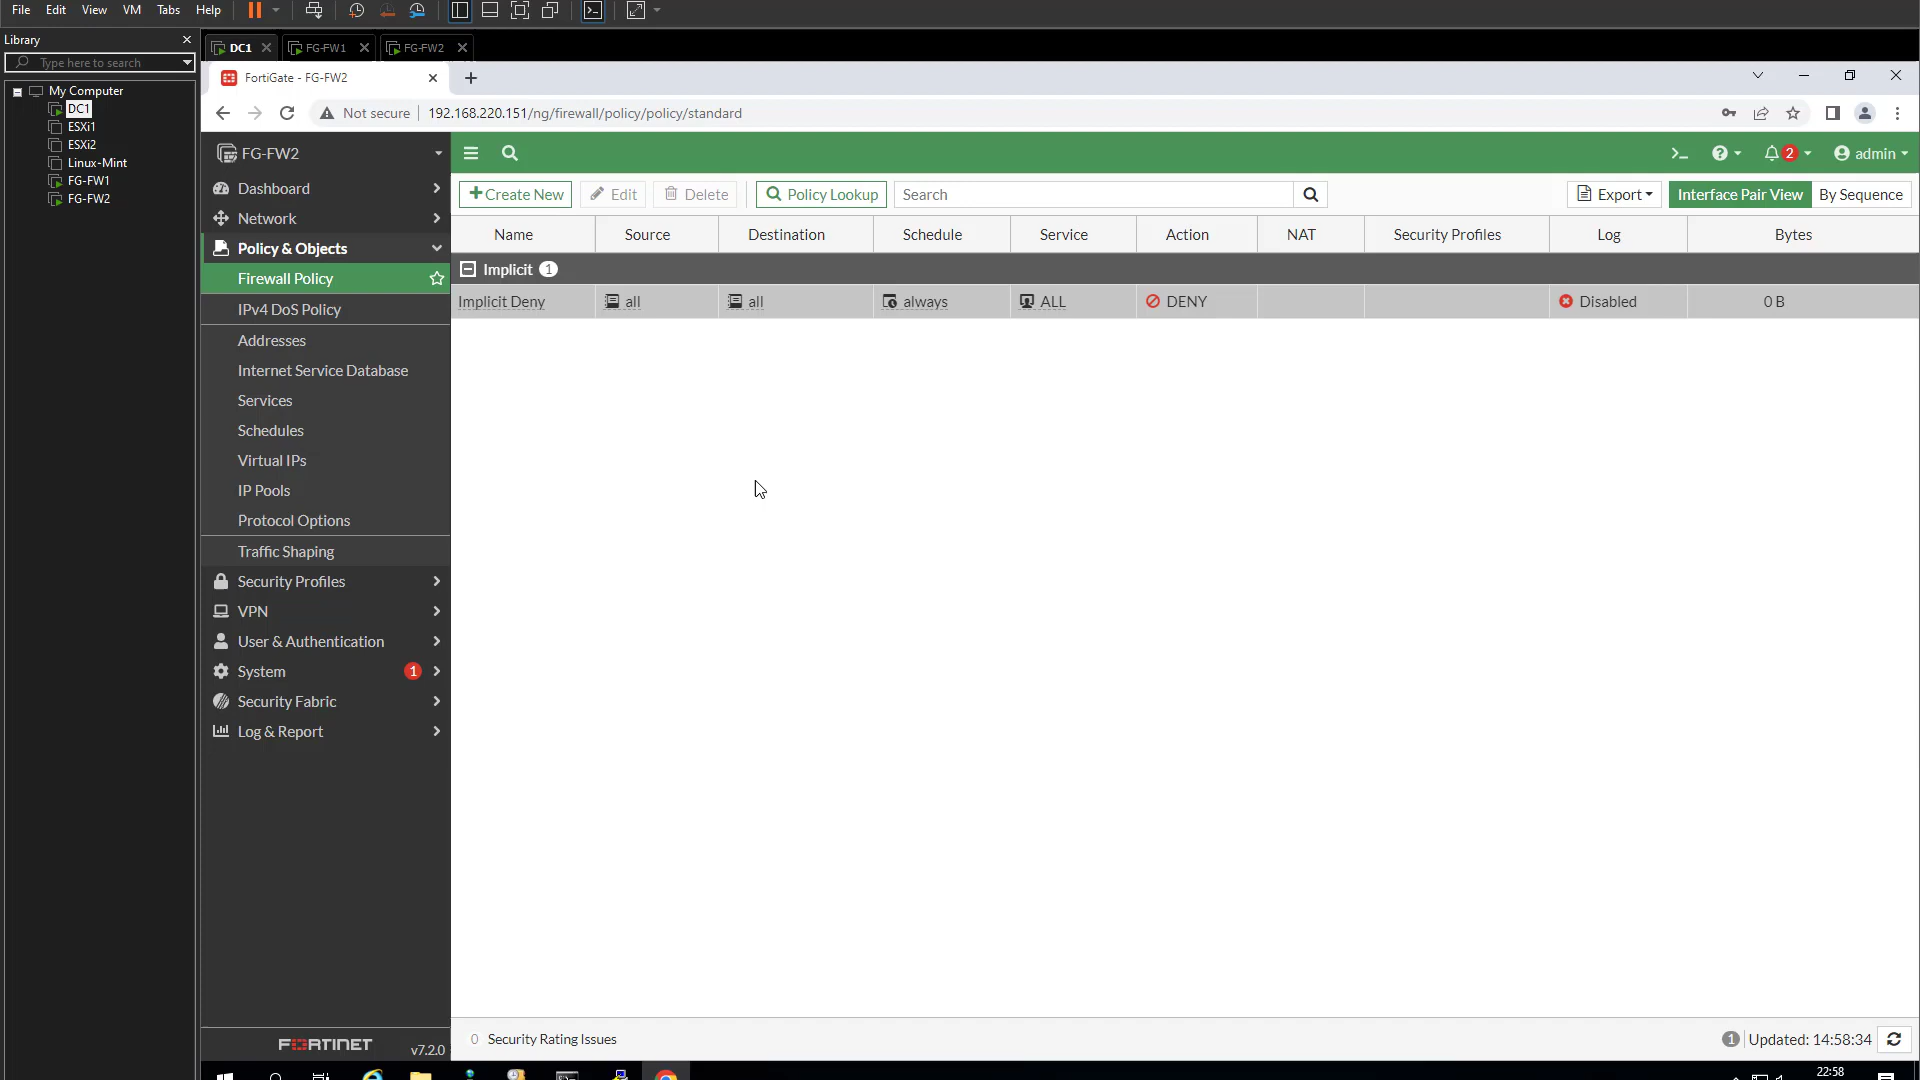 File Edit View VM Tabs Help
Library
Type here to search
My Computer
DC1
ESXi1
ESXi2
Linux-Mint
FG-FW1
FG-FW2
DC1 FG-FW1 FG-FW2
FortiGate - FG-FW2
Not secure 192.168.220.151/ng/firewall/policy/policy/standard
FG-FW2
Dashboard
Network
Policy & Objects
Firewall Policy
IPv4 DoS Policy
Addresses
Internet Service Database
Services
Schedules
Virtual IPs
IP Pools
Protocol Options
Traffic Shaping
Security Profiles
VPN
User & Authentication
System 1
Security Fabric
Log & Report
FORTINET v7.2.0
2 admin
Create New Edit Delete Policy Lookup Search Export Interface Pair View By Sequence
Name Source Destination Schedule Service Action NAT Security Profiles Log Bytes
Implicit 1
Implicit Deny all all always ALL DENY Disabled 0 B
0 Security Rating Issues
1 Updated: 14:58:34
22:58